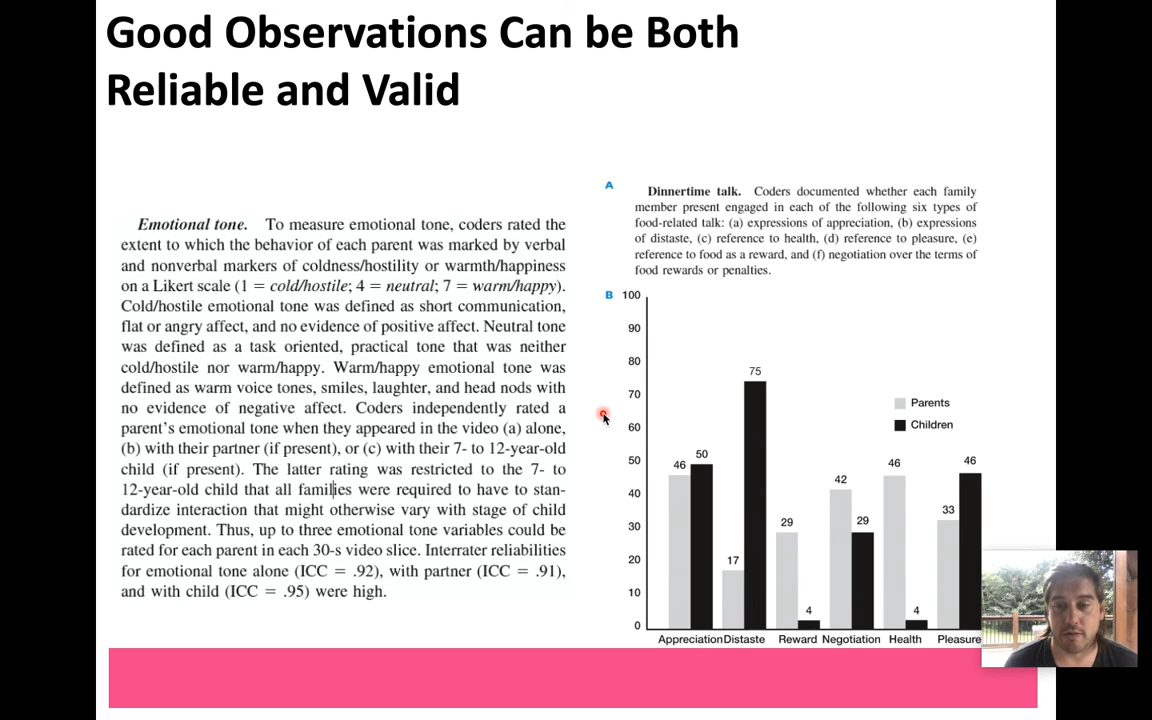 Good Observations Can be Both
Reliable and Valid
Emotional tone. To measure emotional tone, coders rated the
extent to which the behavior of each parent was marked by verbal
and nonverbal markers of coldness/hostility or warmth/happiness
on a Likert scale (1 = cold/hostile; 4 = neutral; 7 = warm/happy).
Cold/hostile emotional tone was defined as short communication,
flat or angry affect, and no evidence of positive affect. Neutral tone
was defined as a task oriented, practical tone that was neither
cold/hostile nor warm/happy. Warm/happy emotional tone was
defined as warm voice tones, smiles, laughter, and head nods with
no evidence of negative affect. Coders independently rated a
parent's emotional tone when they appeared in the video (a) alone,
(b) with their partner (if present), or (c) with their 7- to 12-year-old
child (if present). The latter rating was restricted to the 7- to
12-year-old child that all families were required to have to stan-
dardize interaction that might otherwise vary with stage of child
development. Thus, up to three emotional tone variables could be
rated for each parent in each 30-s video slice. Interrater reliabilities
for emotional tone alone (ICC = .92), with partner (ICC = .91),
and with child (ICC = .95) were high.
A
Dinnertime talk. Coders documented whether each family
member present engaged in each of the following six types of
food-related talk: (a) expressions of appreciation, (b) expressions
of distaste, (c) reference to health, (d) reference to pleasure, (e)
reference to food as a reward, and (f) negotiation over the terms of
food rewards or penalties.
B
100
90
80
70
60
50
40
30
20
10
0
46
50
17
75
29
4
42
29
46
4
33
46
Parents
Children
Appreciation Distaste Reward Negotiation Health Pleasure